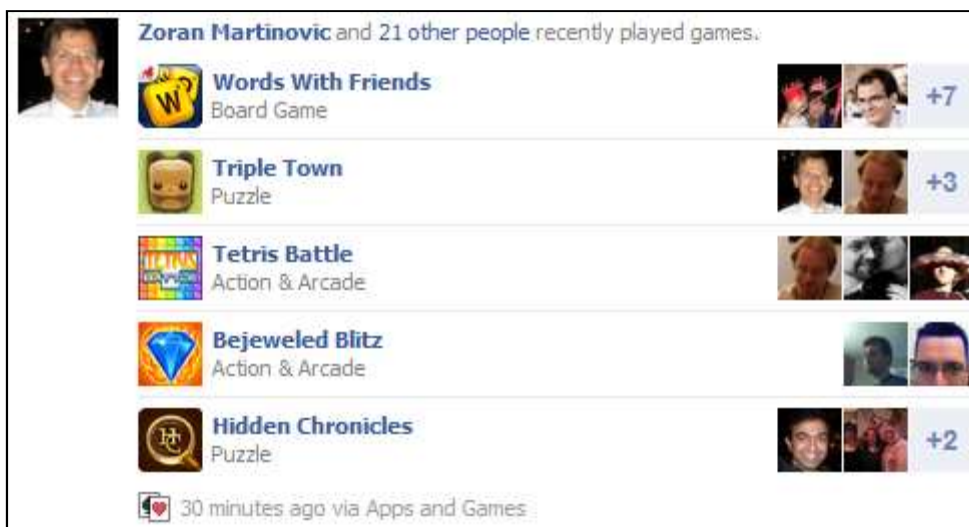 Zoran Martinovic and 21 other people recently played games.
Words With Friends
Board Game
W
+7
Triple Town
Puzzle
+3
Tetris Battle
Action & Arcade
TETRIS
Bejeweled Blitz
Action & Arcade
Hidden Chronicles
Puzzle
HC
+2
30 minutes ago via Apps and Games